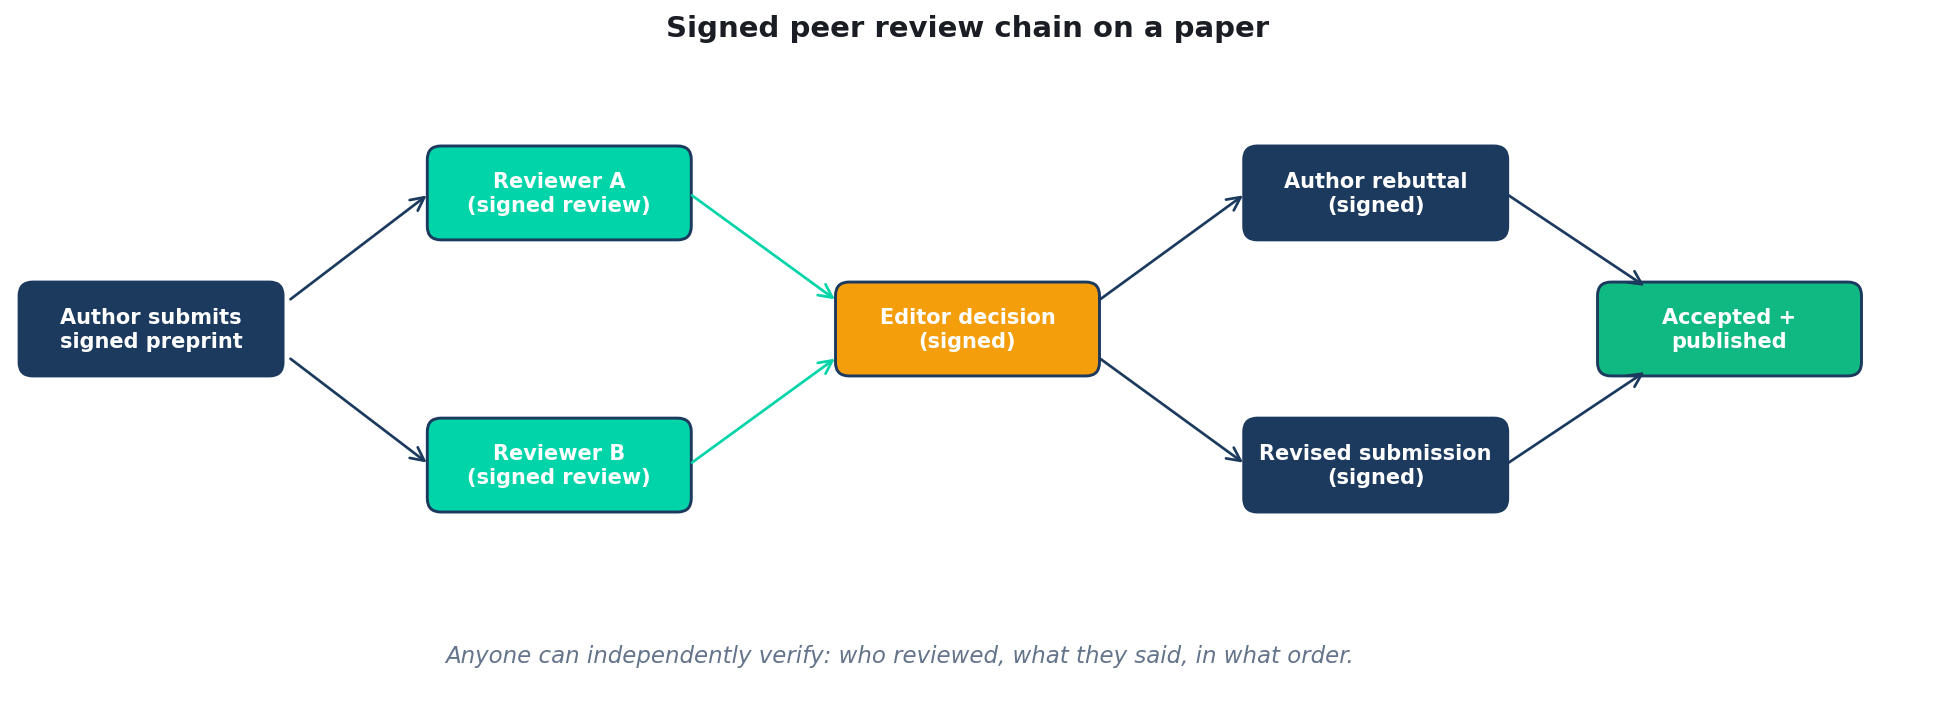 Signed peer review chain on a paper
Author submits
signed preprint
Reviewer A
(signed review)
Reviewer B
(signed review)
Editor decision
(signed)
Author rebuttal
(signed)
Revised submission
(signed)
Accepted +
published
Anyone can independently verify: who reviewed, what they said, in what order.